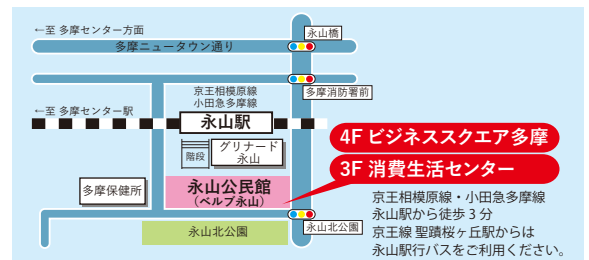 ←至 多摩センター方面
永山橋
多摩ニュータウン通り
京王相模原線
小田急多摩線
多摩消防署前
←至 多摩センター駅
永山駅
4F ビジネススクエア多摩
階段
グリナード
永山
3F 消費生活センター
多摩保健所
永山公民館
（ベルブ永山）
京王相模原線・小田急多摩線
永山駅から徒歩 3 分
京王線 聖蹟桜ヶ丘駅からは
永山駅行バスをご利用ください。
永山北公園
永山北公園